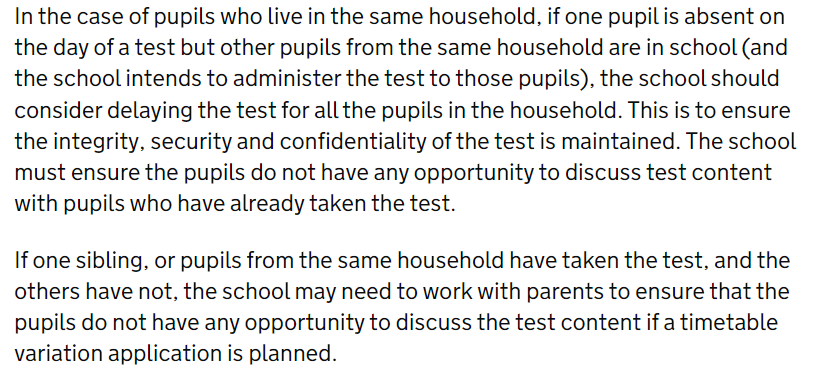 In the case of pupils who live in the same household, if one pupil is absent on
the day of a test but other pupils from the same household are in school (and
the school intends to administer the test to those pupils), the school should
consider delaying the test for all the pupils in the household. This is to ensure
the integrity, security and confidentiality of the test is maintained. The school
must ensure the pupils do not have any opportunity to discuss test content
with pupils who have already taken the test.
If one sibling, or pupils from the same household have taken the test, and the
others have not, the school may need to work with parents to ensure that the
pupils do not have any opportunity to discuss the test content if a timetable
variation application is planned.